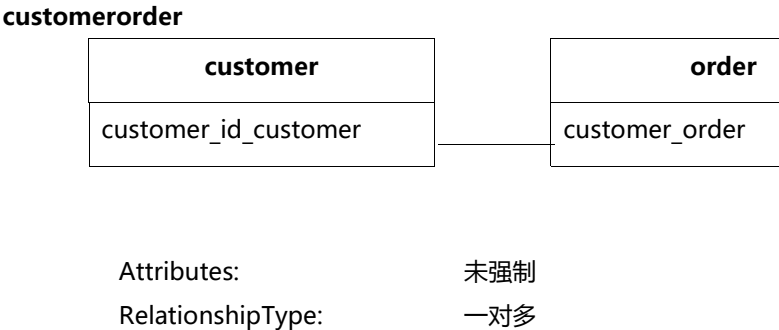 customerorder
customer order
customer_id_customer customer_order
Attributes: 未强制
RelationshipType: 一对多